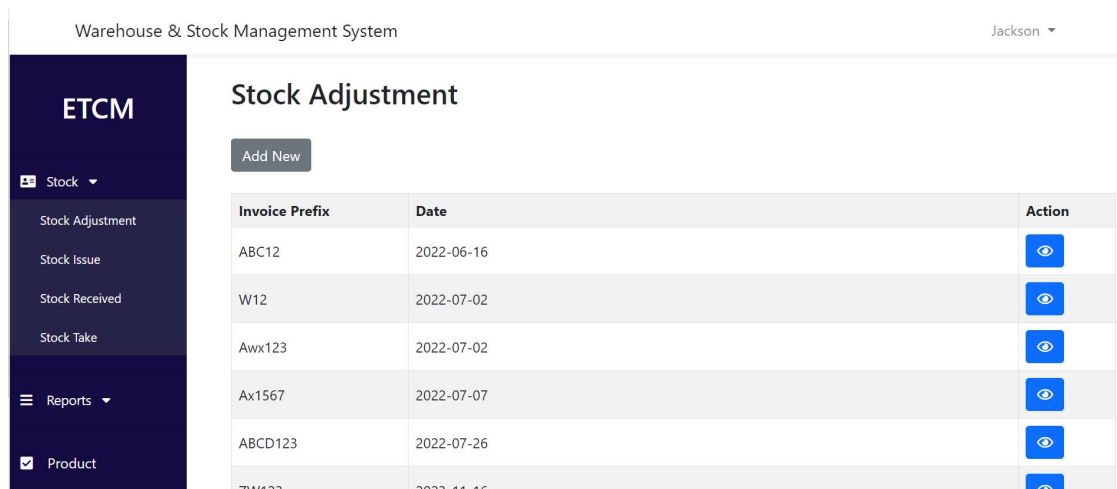 Warehouse & Stock Management System
Jackson
ETCM
Stock
Stock Adjustment
Stock Issue
Stock Received
Stock Take
Reports
Product
Stock Adjustment
Add New
Invoice Prefix Date Action
ABC12 2022-06-16
W12 2022-07-02
Awx123 2022-07-02
Ax1567 2022-07-07
ABCD123 2022-07-26